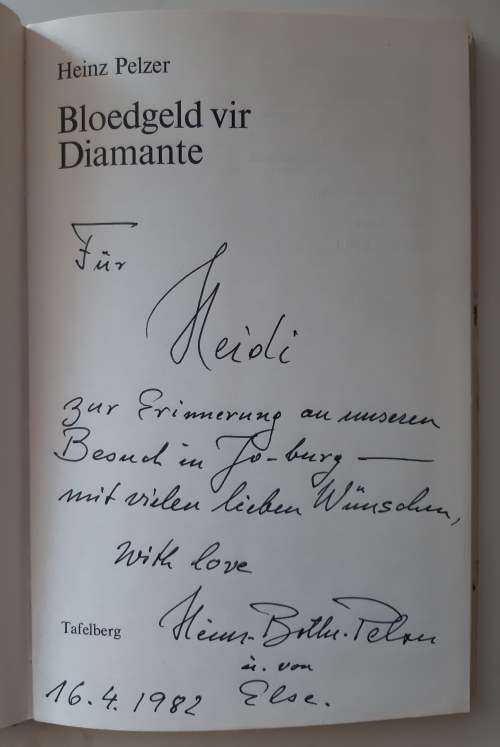 Heinz Pelzer
Bloedgeld vir
Diamante
Für
Heidi
zur Erinnerung an unseren
Besuch in Jo-burg —
mit vielen lieben Wünschen,
With love
Tafelberg
Heinz-
u. von
16.4.1982 Else.